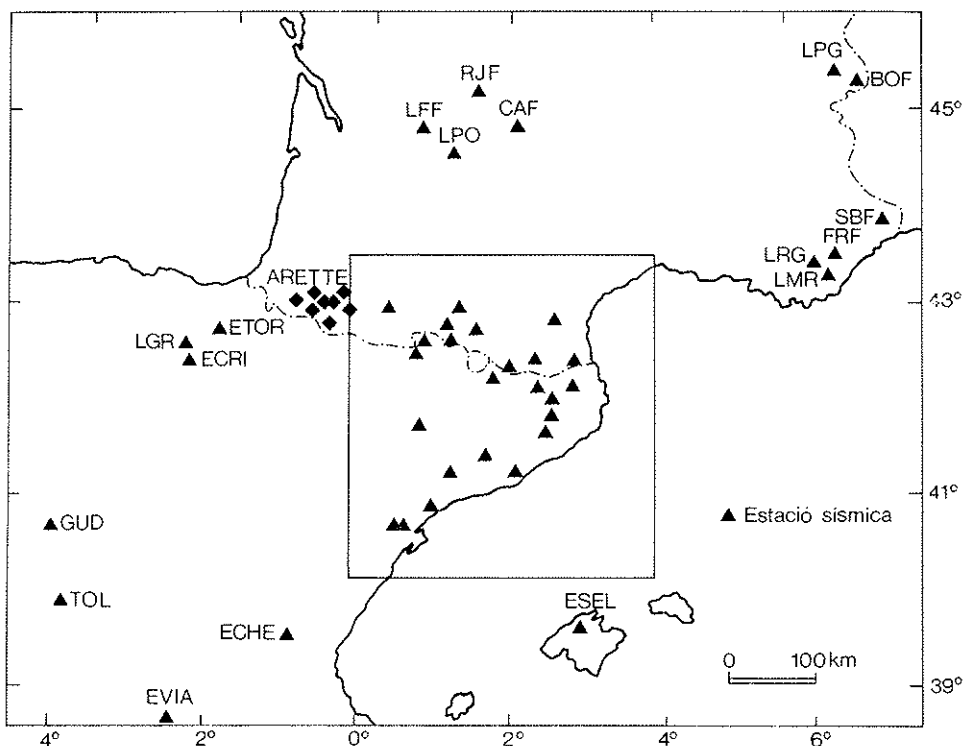 LPG
BOF
RJF
LFF
CAF
LPO
45°
SBF
FRF
LRG
LMR
ARETTE
43°
ETOR
LGR
ECRI
41°
GUD
Estació sísmica
TOL
ESEL
ECHE
0 100 km
EVIA
39°
4° 2° 0° 2° 4° 6°